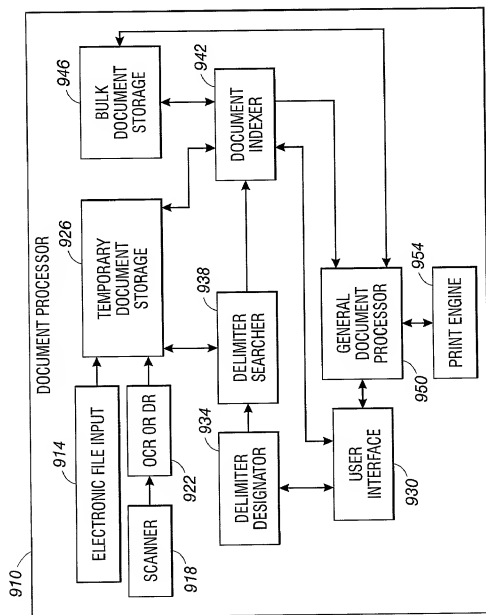 910
DOCUMENT PROCESSOR
914
ELECTRONIC FILE INPUT
918
SCANNER
922
OCR OR DR
926
TEMPORARY
DOCUMENT
STORAGE
946
BULK
DOCUMENT
STORAGE
934
DELIMITER
DESIGNATOR
938
DELIMITER
SEARCHER
942
DOCUMENT
INDEXER
930
USER
INTERFACE
950
GENERAL
DOCUMENT
PROCESSOR
954
PRINT ENGINE